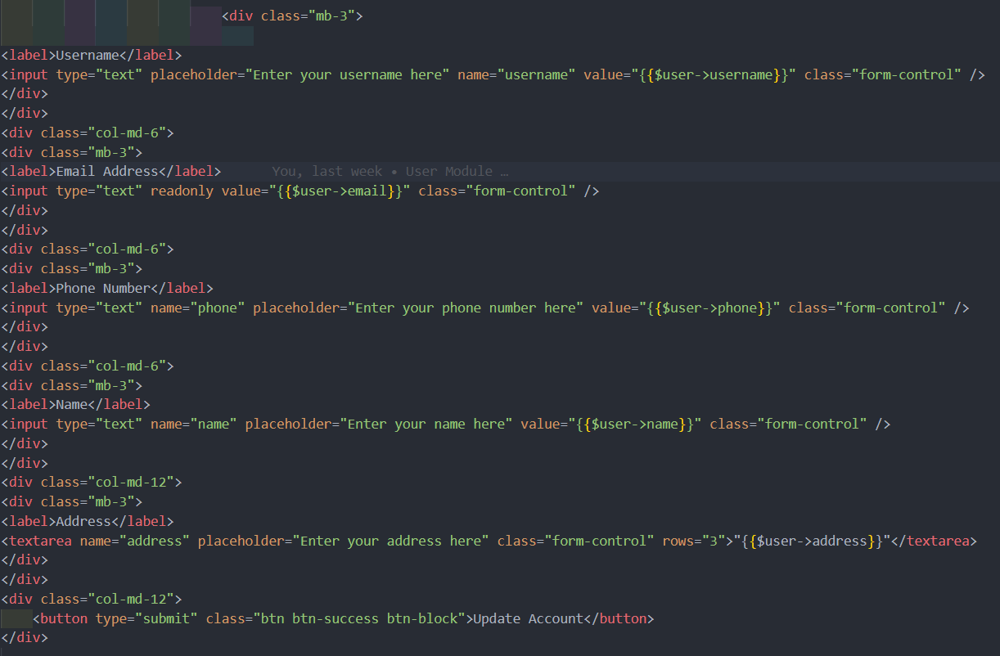 <div class="mb-3">
<label>Username</label>
<input type="text" placeholder="Enter your username here" name="username" value="{{$user->username}}" class="form-control" />
</div>
</div>
<div class="col-md-6">
<div class="mb-3">
<label>Email Address</label> You, last week • User Module …
<input type="text" readonly value="{{$user->email}}" class="form-control" />
</div>
</div>
<div class="col-md-6">
<div class="mb-3">
<label>Phone Number</label>
<input type="text" name="phone" placeholder="Enter your phone number here" value="{{$user->phone}}" class="form-control" />
</div>
</div>
<div class="col-md-6">
<div class="mb-3">
<label>Name</label>
<input type="text" name="name" placeholder="Enter your name here" value="{{$user->name}}" class="form-control" />
</div>
</div>
<div class="col-md-12">
<div class="mb-3">
<label>Address</label>
<textarea name="address" placeholder="Enter your address here" class="form-control" rows="3">"{{$user->address}}"</textarea>
</div>
</div>
<div class="col-md-12">
<button type="submit" class="btn btn-success btn-block">Update Account</button>
</div>